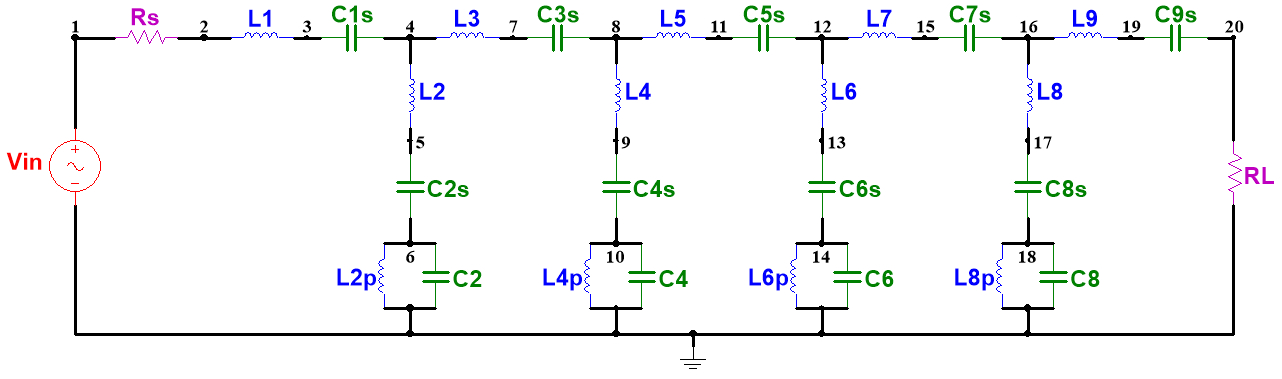 Rs L1 C1s L3 C3s L5 C5s L7 C7s L9 C9s
1 2 3 4 7 8 11 12 15 16 19 20
L2 L4 L6 L8
5 9 13 17
Vin + − RL
C2s C4s C6s C8s
6 10 14 18
L2p C2 L4p C4 L6p C6 L8p C8